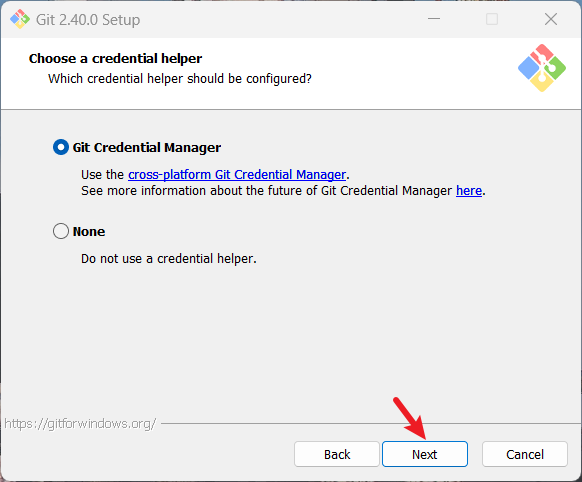 Git 2.40.0 Setup
Choose a credential helper
Which credential helper should be configured?
Git Credential Manager
Use the cross-platform Git Credential Manager.
See more information about the future of Git Credential Manager here.
None
Do not use a credential helper.
https://gitforwindows.org/
Back Next Cancel